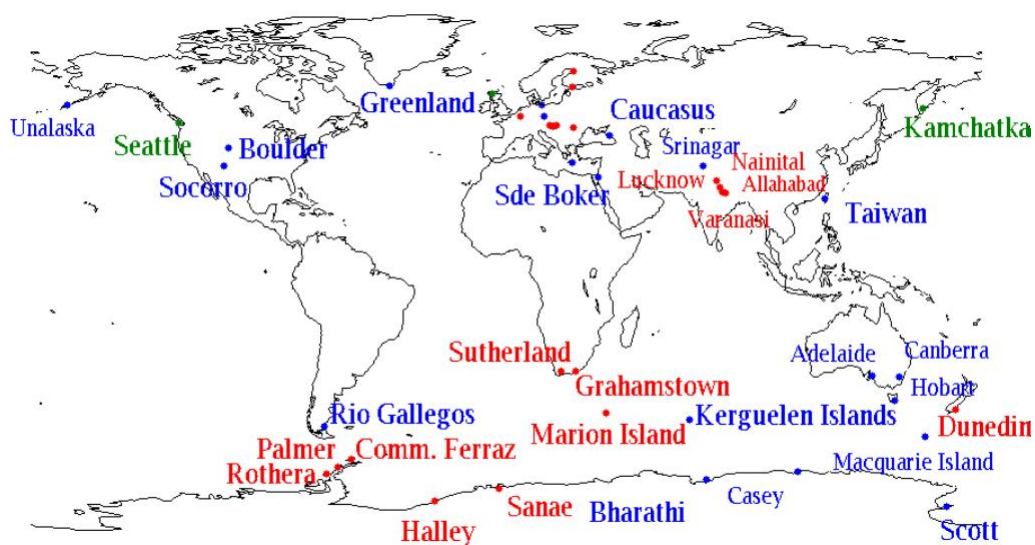 Greenland
Caucasus
Unalaska
Kamchatka
Seattle
Boulder
Srinagar
Nainital
Socorro
Lucknow
Allahabad
Sde Boker
Varanasi
Taiwan
Sutherland
Adelaide
Canberra
Grahamstown
Hobart
Rio Gallegos
Kerguelen Islands
Marion Island
Dunedin
Palmer
Comm. Ferraz
Rothera
Macquarie Island
Casey
Sanae
Bharathi
Halley
Scott